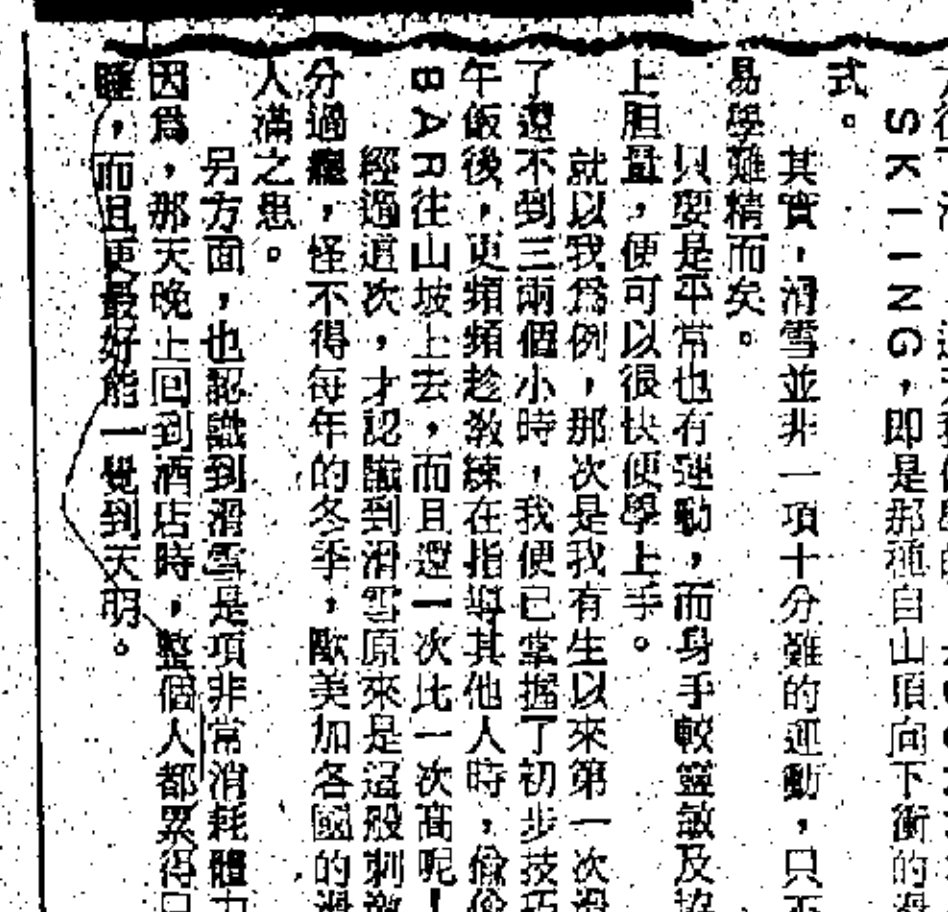 SKIING，即是那種自山頂向下衝的滑
式。
其實，滑雪並非一項十分難的運動，只不
易學難精而矣。
只要是平常也有運動，而身手較靈敏及協
上胆量，便可以很快便學上手。
就以我爲例，那次是我有生以來第一次滑
了還不到三兩個小時，我便已掌握了初步技巧
午飯後，更頻頻趁教練在指導其他人時，偸偸
BAR往山坡上去，而且還一次比一次高呢！
經過這次，才認識到滑雪原來是這般刺激
分過癮，怪不得每年的冬季，歐美加各國的滑
人滿之患。
另方面，也認識到滑雪是項非常消耗體力
因爲，那天晚上回到酒店時，整個人都累得只
睡，而且更最好能一覺到天明。